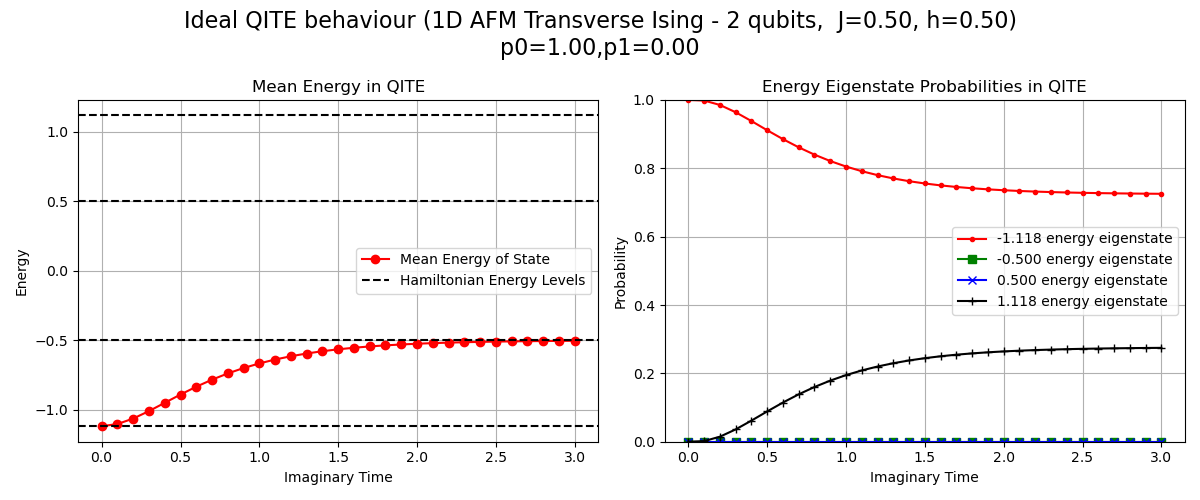 Ideal QITE behaviour (1D AFM Transverse Ising - 2 qubits,  J=0.50, h=0.50)
p0=1.00,p1=0.00
Mean Energy in QITE
Energy
1.0
0.5
0.0
−0.5
−1.0
Mean Energy of State
Hamiltonian Energy Levels
0.0 0.5 1.0 1.5 2.0 2.5 3.0
Imaginary Time
Energy Eigenstate Probabilities in QITE
Probability
1.0
0.8
0.6
0.4
0.2
0.0
-1.118 energy eigenstate
-0.500 energy eigenstate
0.500 energy eigenstate
1.118 energy eigenstate
0.0 0.5 1.0 1.5 2.0 2.5 3.0
Imaginary Time